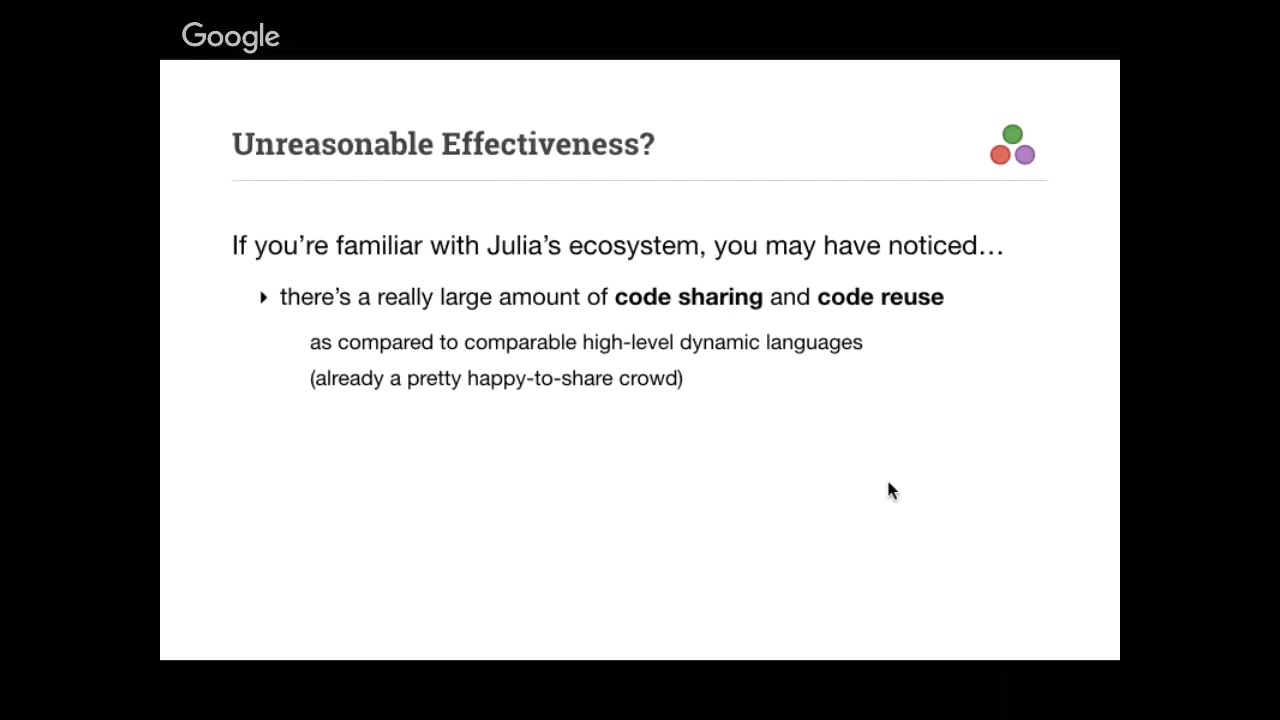 Google
Unreasonable Effectiveness?
If you’re familiar with Julia’s ecosystem, you may have noticed…
‣ there’s a really large amount of code sharing and code reuse
as compared to comparable high-level dynamic languages
(already a pretty happy-to-share crowd)